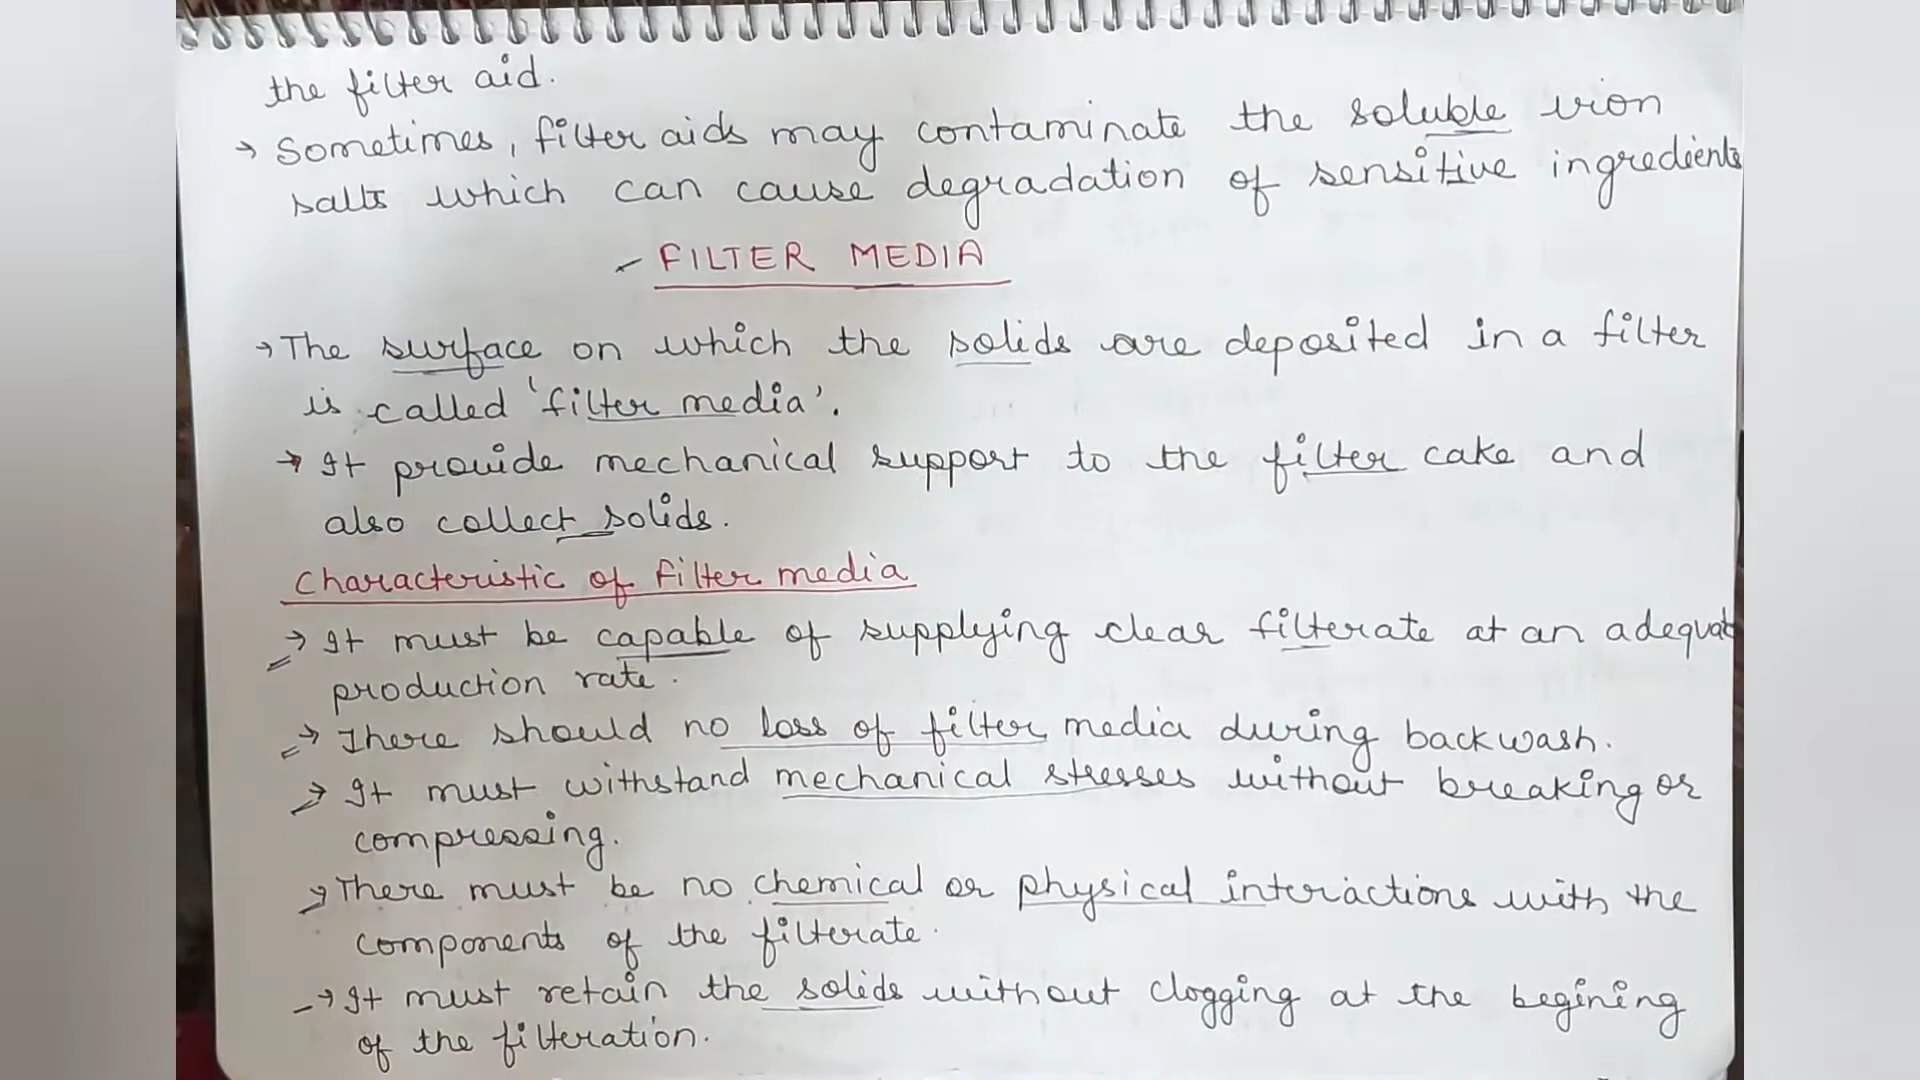 the filter aid.
→ Sometimes, filter aids may contaminate the soluble iron
salts which can cause degradation of sensitive ingredients
FILTER MEDIA
→ The surface on which the solids are deposited in a filter
is called 'filter media'.
→ It provide mechanical support to the filter cake and
also collect solids.
Characteristic of filter media
→ It must be capable of supplying clear filterate at an adequat
production rate.
→ There should no loss of filter media during backwash.
→ It must withstand mechanical stresses without breaking or
compressing.
→ There must be no chemical or physical interactions with the
components of the filterate.
→ It must retain the solids without clogging at the begining
of the filteration.